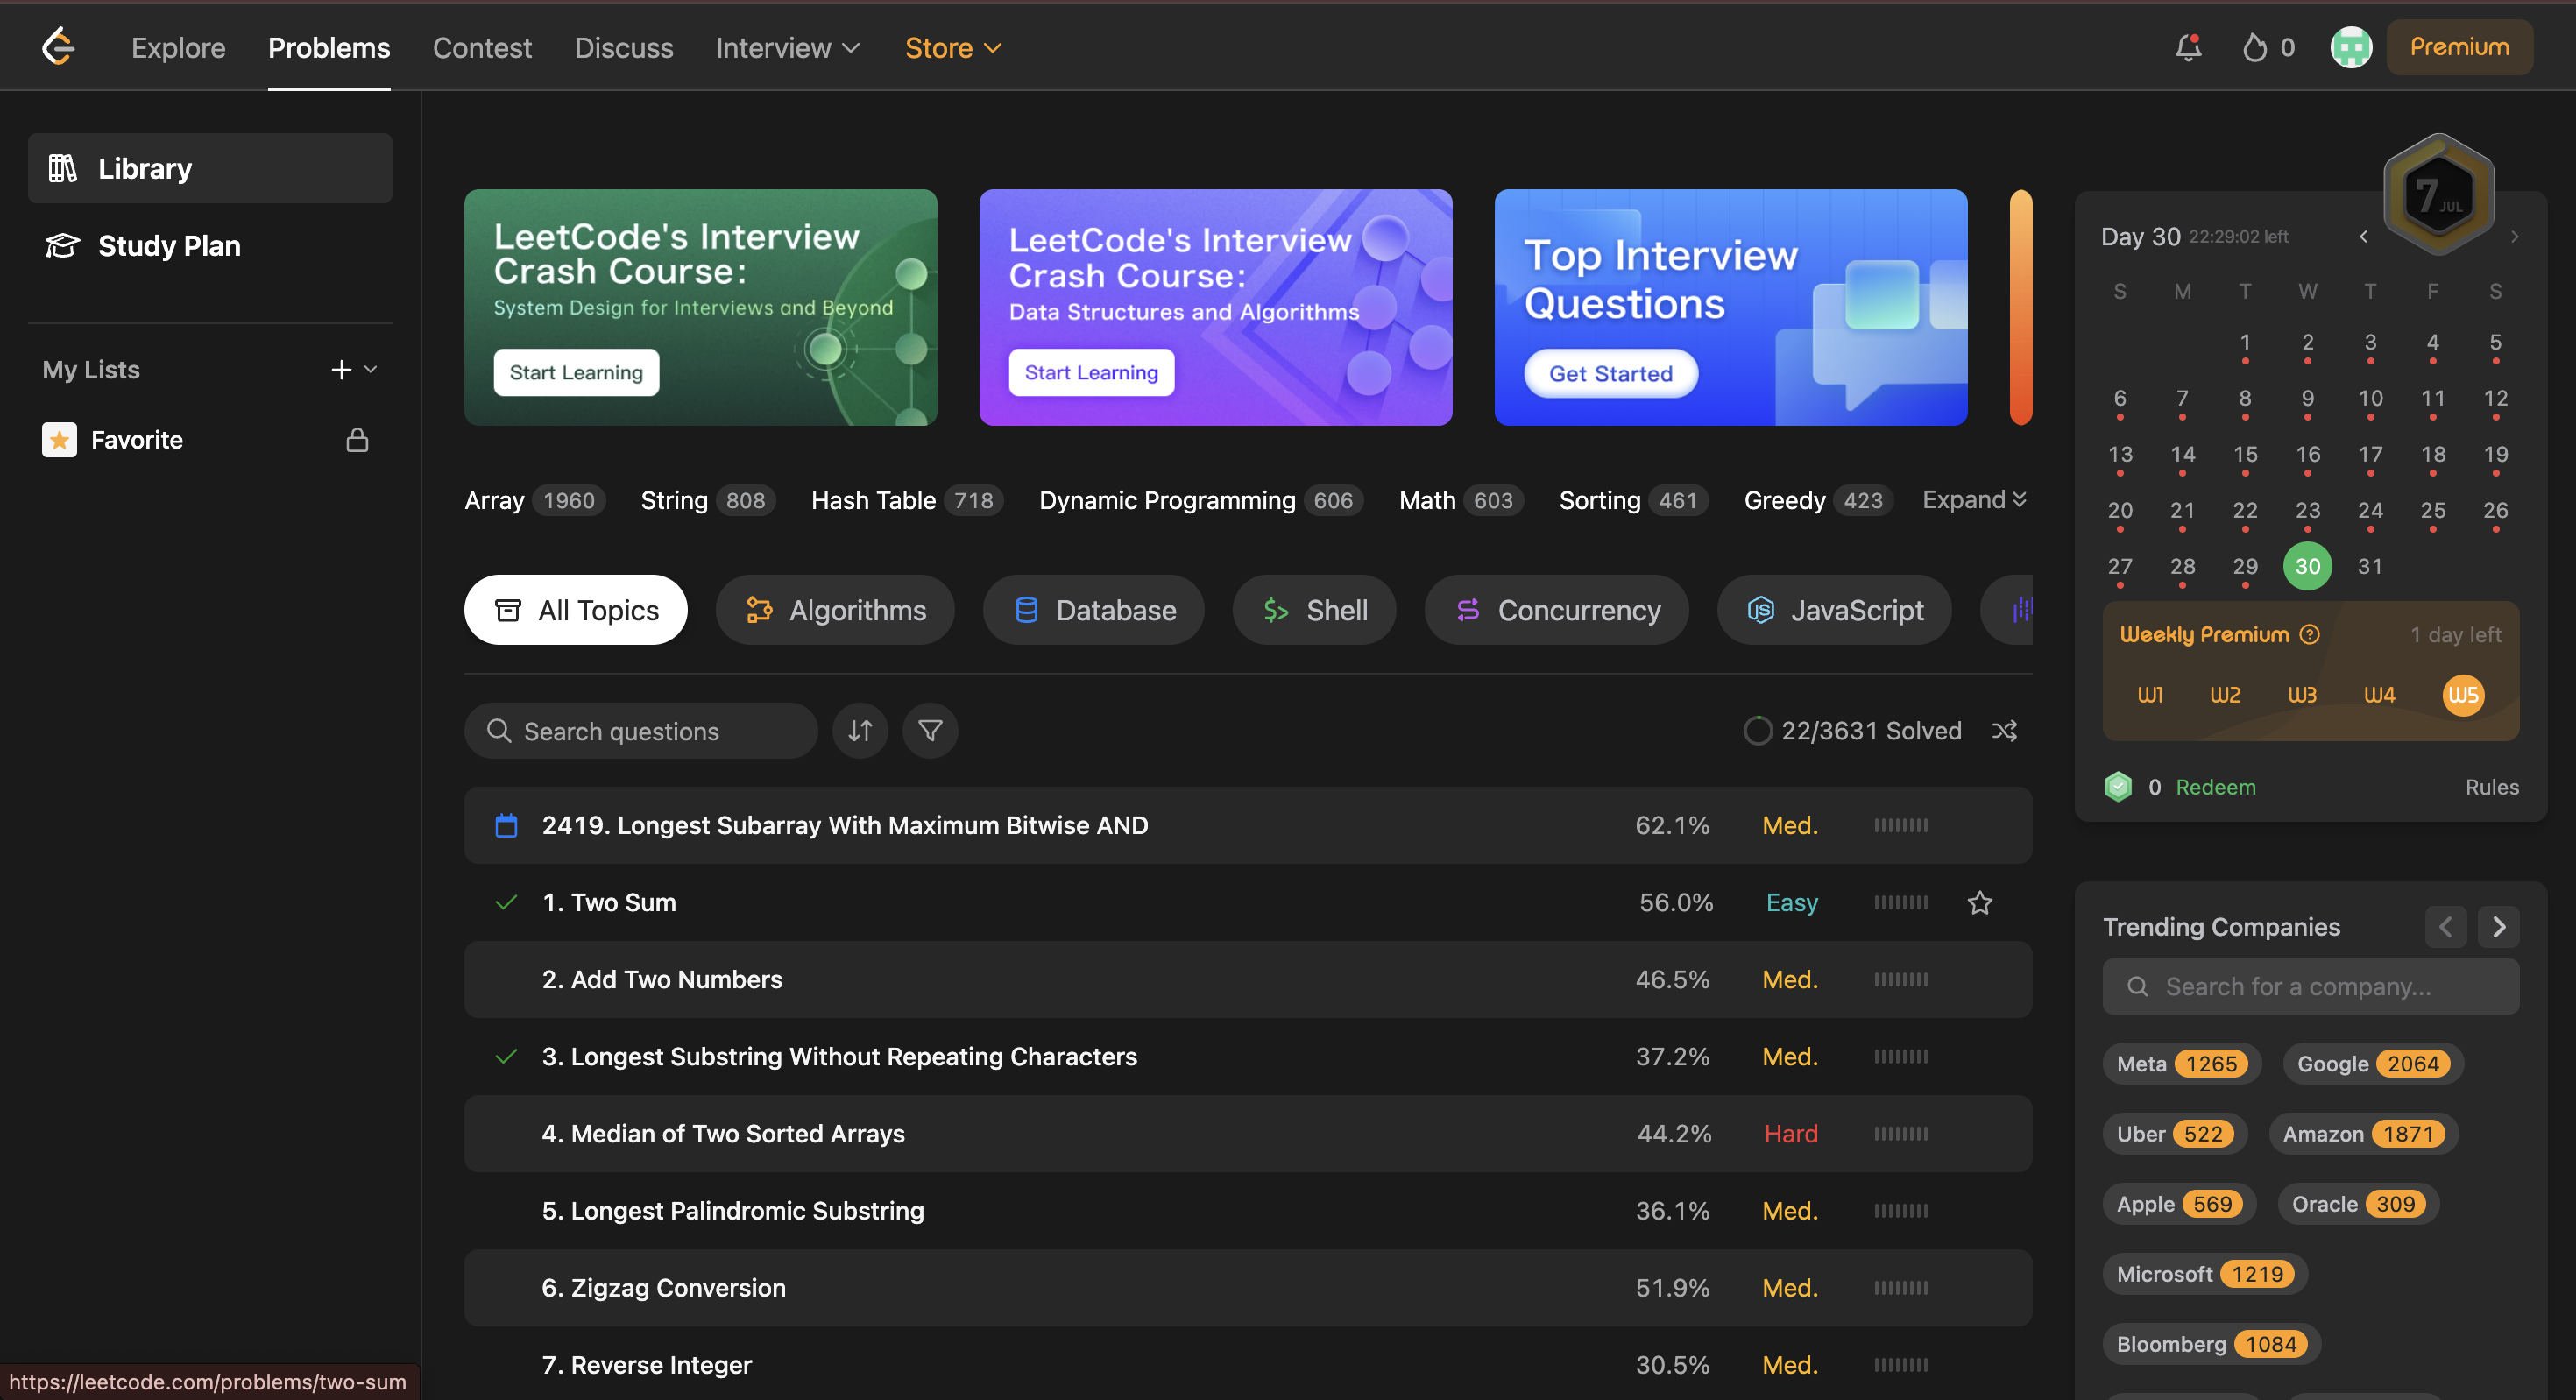 Explore Problems Contest Discuss Interview Store 0 Premium
Library
Study Plan
My Lists
Favorite
LeetCode's Interview
Crash Course:
System Design for Interviews and Beyond
Start Learning
LeetCode's Interview
Crash Course:
Data Structures and Algorithms
Start Learning
Top Interview
Questions
Get Started
Array 1960 String 808 Hash Table 718 Dynamic Programming 606 Math 603 Sorting 461 Greedy 423 Expand
All Topics Algorithms Database Shell Concurrency JavaScript
Search questions 22/3631 Solved
2419. Longest Subarray With Maximum Bitwise AND 62.1% Med.
1. Two Sum 56.0% Easy
2. Add Two Numbers 46.5% Med.
3. Longest Substring Without Repeating Characters 37.2% Med.
4. Median of Two Sorted Arrays 44.2% Hard
5. Longest Palindromic Substring 36.1% Med.
6. Zigzag Conversion 51.9% Med.
7. Reverse Integer 30.5% Med.
7 JUL
Day 30 22:29:02 left
S M T W T F S
1 2 3 4 5
6 7 8 9 10 11 12
13 14 15 16 17 18 19
20 21 22 23 24 25 26
27 28 29 30 31
Weekly Premium 1 day left
W1 W2 W3 W4 W5
0 Redeem Rules
Trending Companies
Search for a company...
Meta 1265 Google 2064
Uber 522 Amazon 1871
Apple 569 Oracle 309
Microsoft 1219
Bloomberg 1084
https://leetcode.com/problems/two-sum